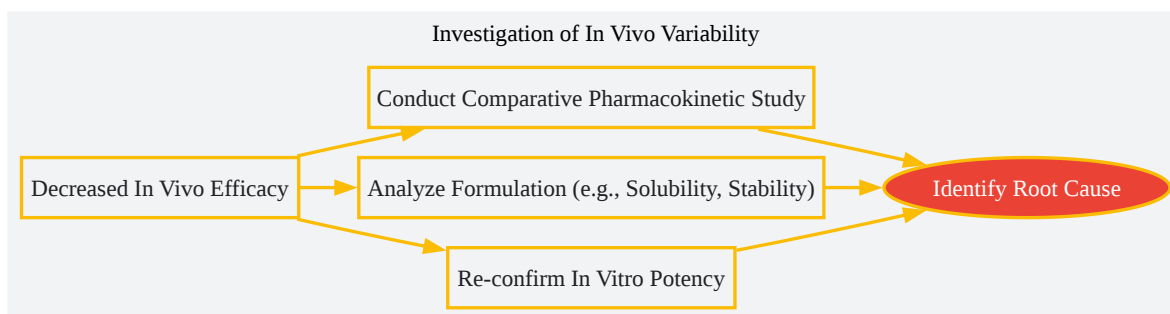 Investigation of In Vivo Variability
Conduct Comparative Pharmacokinetic Study
Decreased In Vivo Efficacy
Analyze Formulation (e.g., Solubility, Stability)
Identify Root Cause
Re-confirm In Vitro Potency